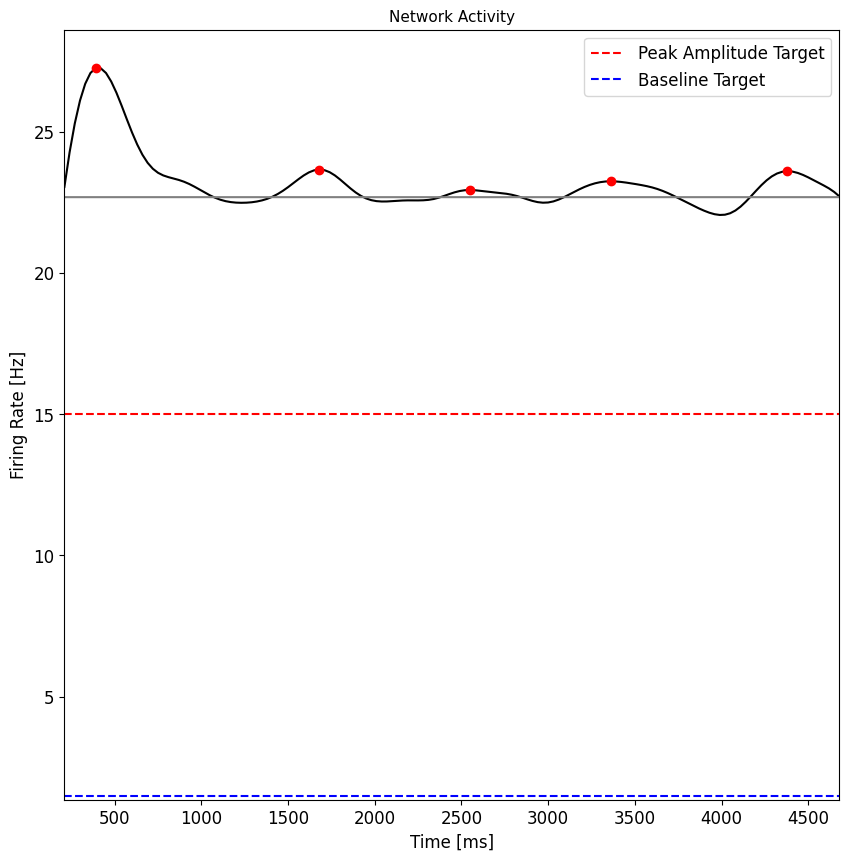 Network Activity
Peak Amplitude Target
Baseline Target
Firing Rate [Hz]
25
20
15
10
5
500 1000 1500 2000 2500 3000 3500 4000 4500
Time [ms]